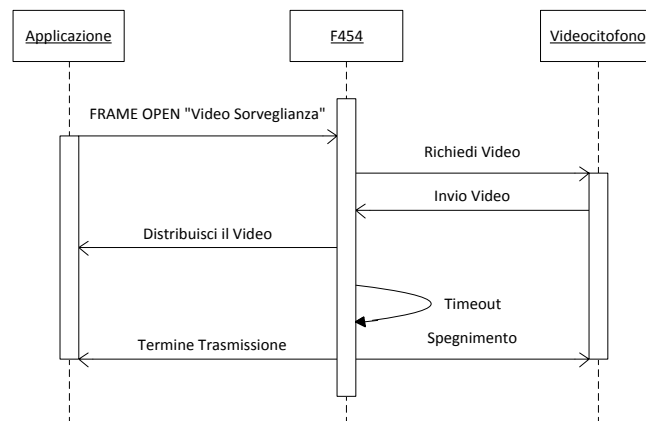 Applicazione
F454
Videocitofono
FRAME OPEN "Video Sorveglianza"
Richiedi Video
Invio Video
Distribuisci il Video
Timeout
Termine Trasmissione
Spegnimento